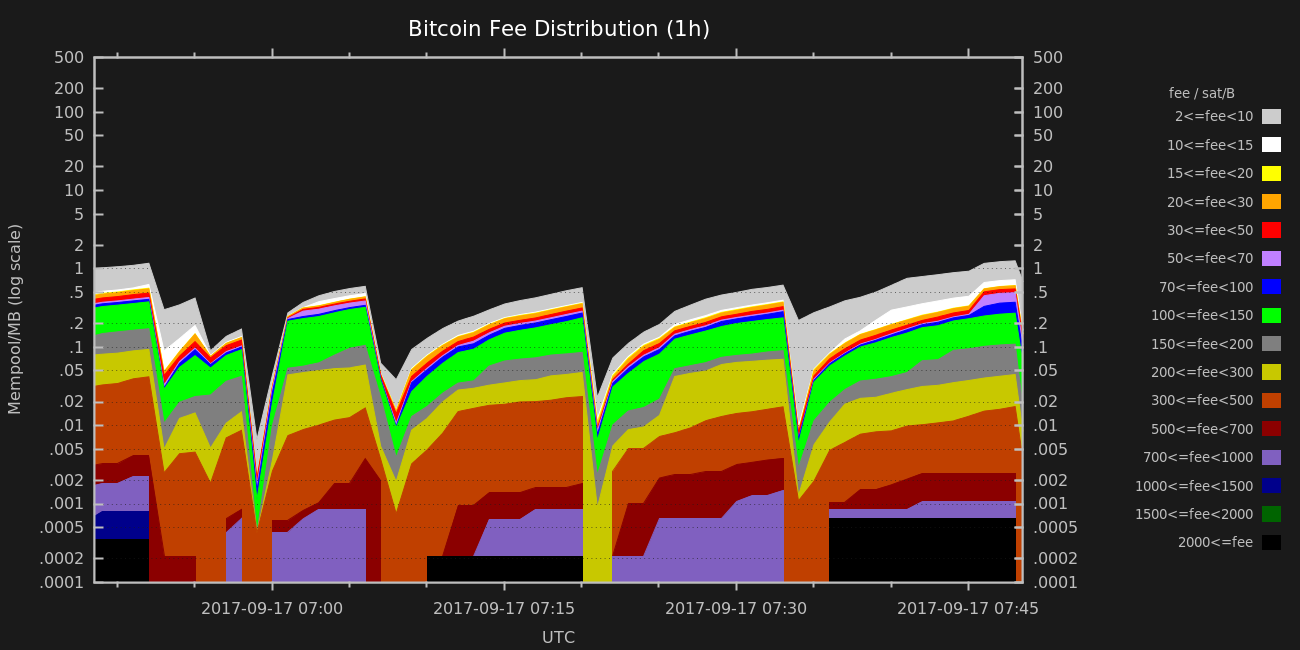 Bitcoin Fee Distribution (1h)
500 500
200 200
100 100
50 50
20 20
10 10
5 5
2 2
1 1
.5 .5
.2 .2
.1 .1
.05 .05
.02 .02
.01 .01
.005 .005
.002 .002
.001 .001
.0005 .0005
.0002 .0002
.0001 .0001
Mempool/MB (log scale)
2017-09-17 07:00 2017-09-17 07:15 2017-09-17 07:30 2017-09-17 07:45
UTC
fee / sat/B
2<=fee<10
10<=fee<15
15<=fee<20
20<=fee<30
30<=fee<50
50<=fee<70
70<=fee<100
100<=fee<150
150<=fee<200
200<=fee<300
300<=fee<500
500<=fee<700
700<=fee<1000
1000<=fee<1500
1500<=fee<2000
2000<=fee